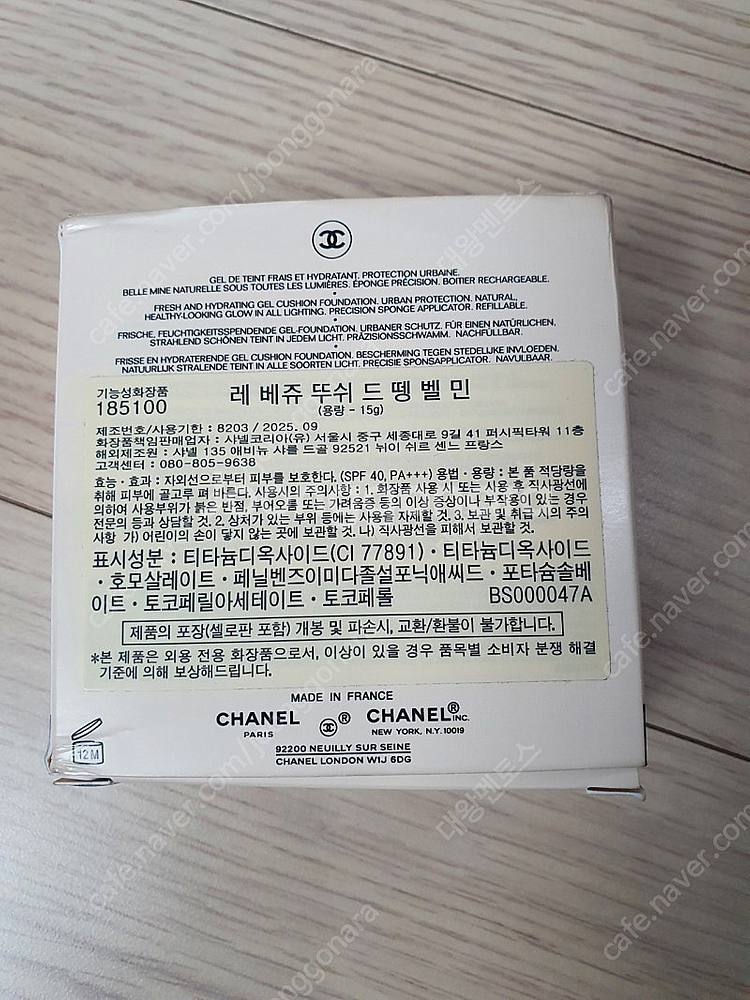 GEL DE TEINT FRAIS ET HYDRATANT. PROTECTION URBAINE.
BELLE MINE NATURELLE SOUS TOUTES LES LUMIÈRES. ÉPONGE PRÉCISION. BOITIER RECHARGEABLE.
FRESH AND HYDRATING GEL CUSHION FOUNDATION. URBAN PROTECTION. NATURAL,
HEALTHY-LOOKING GLOW IN ALL LIGHTING. PRECISION SPONGE APPLICATOR. REFILLABLE.
FRISCHE, FEUCHTIGKEITSSPENDENDE GEL-FOUNDATION. URBANER SCHUTZ. FÜR EINEN NATÜRLICHEN,
STRAHLEND SCHÖNEN TEINT IN JEDEM LICHT. PRÄZISIONSSCHWAMM. NACHFÜLLBAR.
FRISSE EN HYDRATERENDE GEL CUSHION FOUNDATION. BESCHERMING TEGEN STEDELIJKE INVLOEDEN.
NATUURLIJK STRALENDE TEINT IN ALLE SOORTEN LICHT. PRECISIE SPONSAPPLICATOR. NAVULBAAR.
기능성화장품
185100
레 베쥬 뚜쉬 드 뗑 벨 민
(용량 - 15g)
제조번호/사용기한 : 8203 / 2025. 09
화장품책임판매업자 : 샤넬코리아(유) 서울시 중구 세종대로 9길 41 퍼시픽타워 11층
해외제조원 : 샤넬 135 애비뉴 샤를 드골 92521 뉘이 쉬르 센느 프랑스
고객센터 : 080-805-9638
효능 · 효과 : 자외선으로부터 피부를 보호한다. (SPF 40, PA+++) 용법 · 용량 : 본 품 적당량을
취해 피부에 골고루 펴 바른다. 사용시의 주의사항 : 1. 화장품 사용 시 또는 사용 후 직사광선에
의하여 사용부위가 붉은 반점, 부어오름 또는 가려움증 등의 이상 증상이나 부작용이 있는 경우
전문의 등과 상담할 것. 2. 상처가 있는 부위 등에는 사용을 자제할 것. 3. 보관 및 취급 시의 주의
사항 가) 어린이의 손이 닿지 않는 곳에 보관할 것. 나) 직사광선을 피해서 보관할 것.
표시성분 : 티타늄디옥사이드(CI 77891) · 티타늄디옥사이드
· 호모살레이트 · 페닐벤즈이미다졸설포닉애씨드 · 포타슘솔베
이트 · 토코페릴아세테이트 · 토코페롤 BS000047A
제품의 포장(셀로판 포함) 개봉 및 파손시, 교환/환불이 불가합니다.
*본 제품은 외용 전용 화장품으로서, 이상이 있을 경우 품목별 소비자 분쟁 해결
기준에 의해 보상해드립니다.
MADE IN FRANCE
CHANEL ® CHANEL® INC.
PARIS NEW YORK, N.Y. 10019
92200 NEUILLY SUR SEINE
CHANEL LONDON W1J 6DG
12 M
cafe.naver.com/joonggonara
대왕멘토스